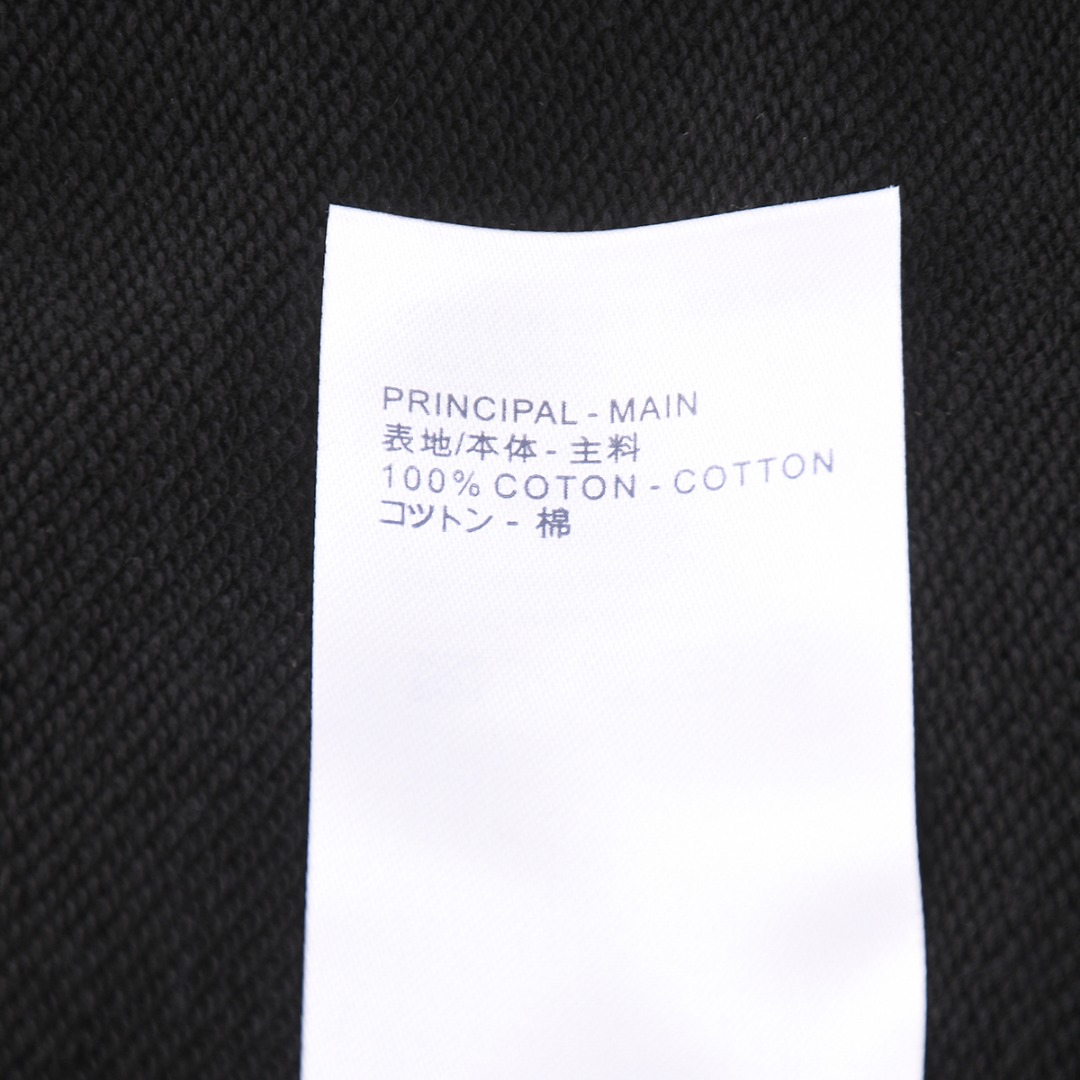 PRINCIPAL - MAIN
表地/本体 - 主料
100% COTON - COTTON
コットン - 棉